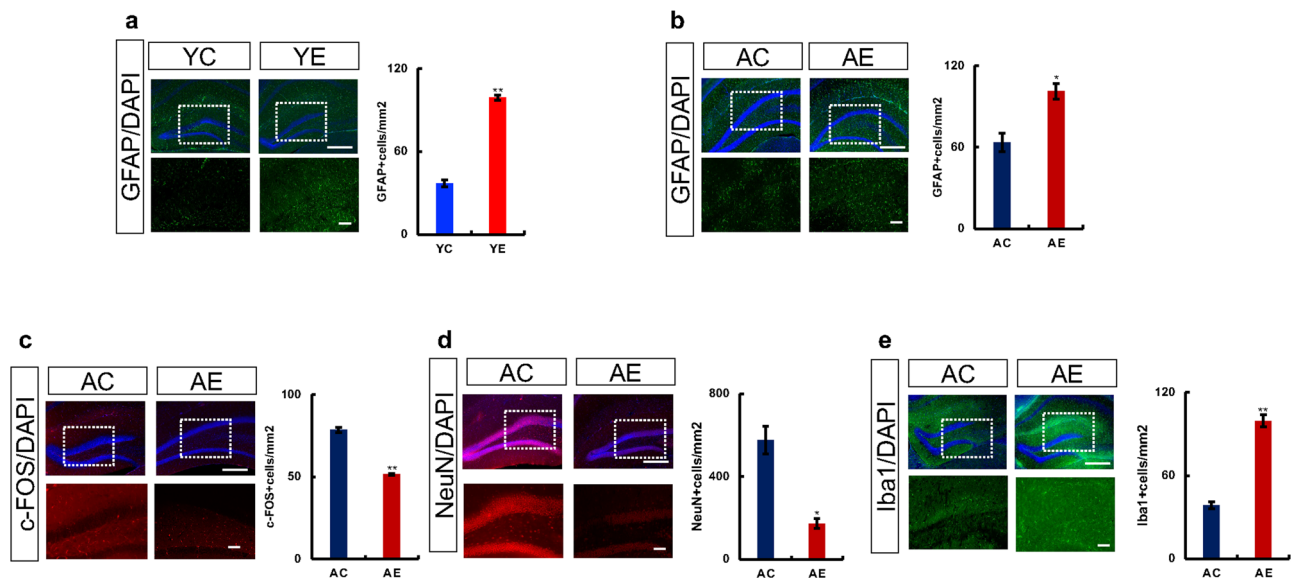 a
YC
YE
GFAP/DAPI
120
60
0
GFAP+cells/mm2
**
YC
YE
b
AC
AE
GFAP/DAPI
120
60
0
GFAP+cells/mm2
*
AC
AE
c
AC
AE
c-FOS/DAPI
100
50
0
c-FOS+cells/mm2
**
AC
AE
d
AC
AE
NeuN/DAPI
800
400
0
NeuN+cells/mm2
*
AC
AE
e
AC
AE
Iba1/DAPI
120
60
0
Iba1+cells/mm2
**
AC
AE